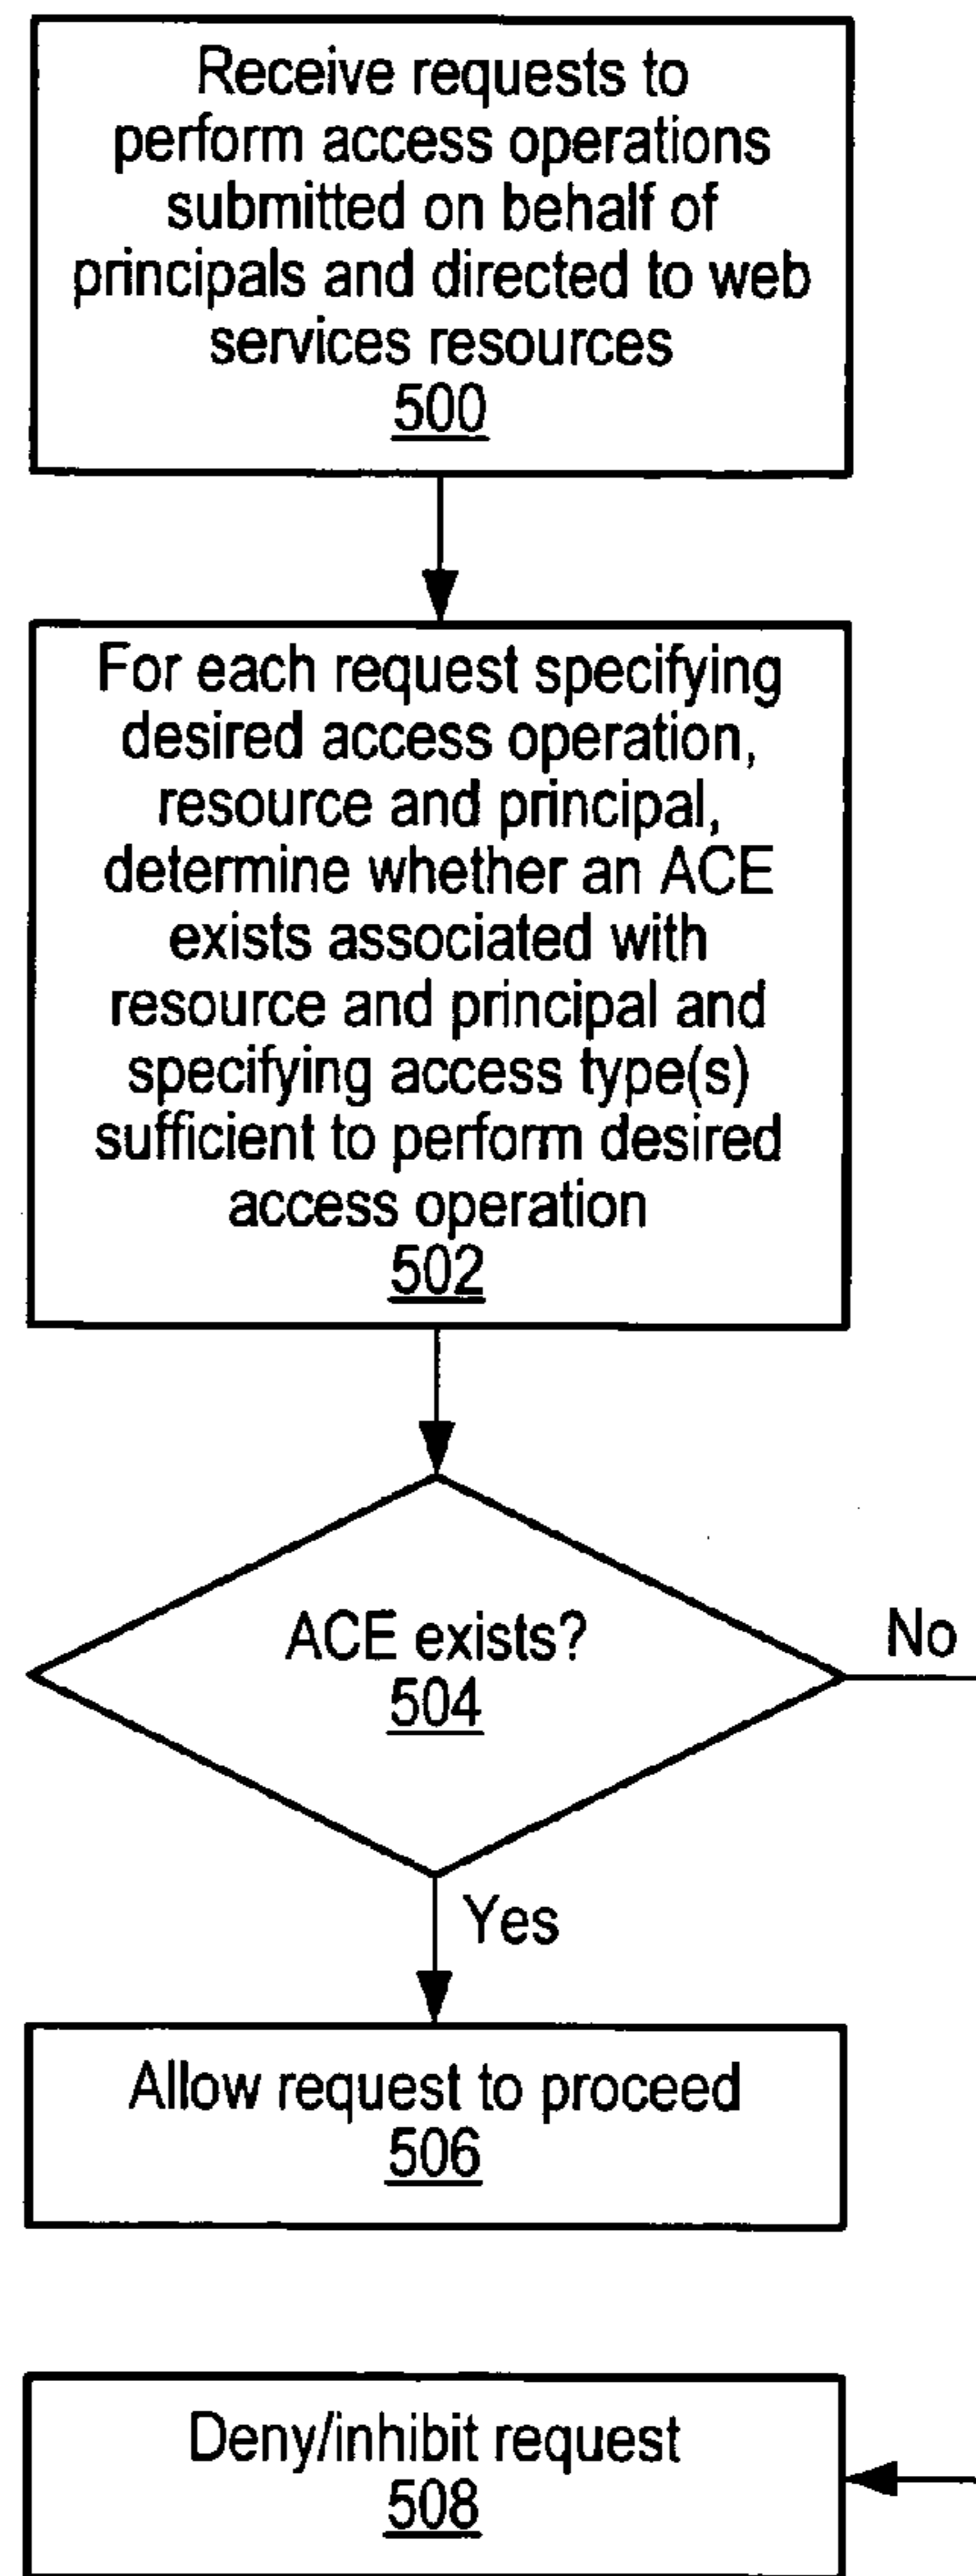 Receive requests to
perform access operations
submitted on behalf of
principals and directed to web
services resources
500
For each request specifying
desired access operation,
resource and principal,
determine whether an ACE
exists associated with
resource and principal and
specifying access type(s)
sufficient to perform desired
access operation
502
ACE exists?
504
No
Yes
Allow request to proceed
506
Deny/inhibit request
508